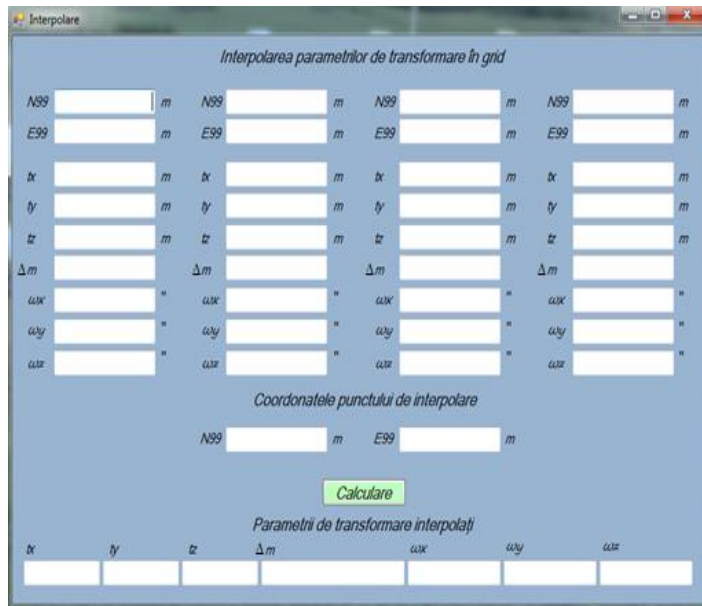 Interpolare
Interpolarea parametrilor de transformare în grid
N99 m N99 m N99 m N99 m
E99 m E99 m E99 m E99 m
tx m tx m tx m tx m
ty m ty m ty m ty m
tz m tz m tz m tz m
Δm Δm Δm Δm
ωx " ωx " ωx " ωx "
ωy " ωy " ωy " ωy "
ωz " ωz " ωz " ωz "
Coordonatele punctului de interpolare
N99 m E99 m
Calculare
Parametrii de transformare interpolați
tx ty tz Δm ωx ωy ωz